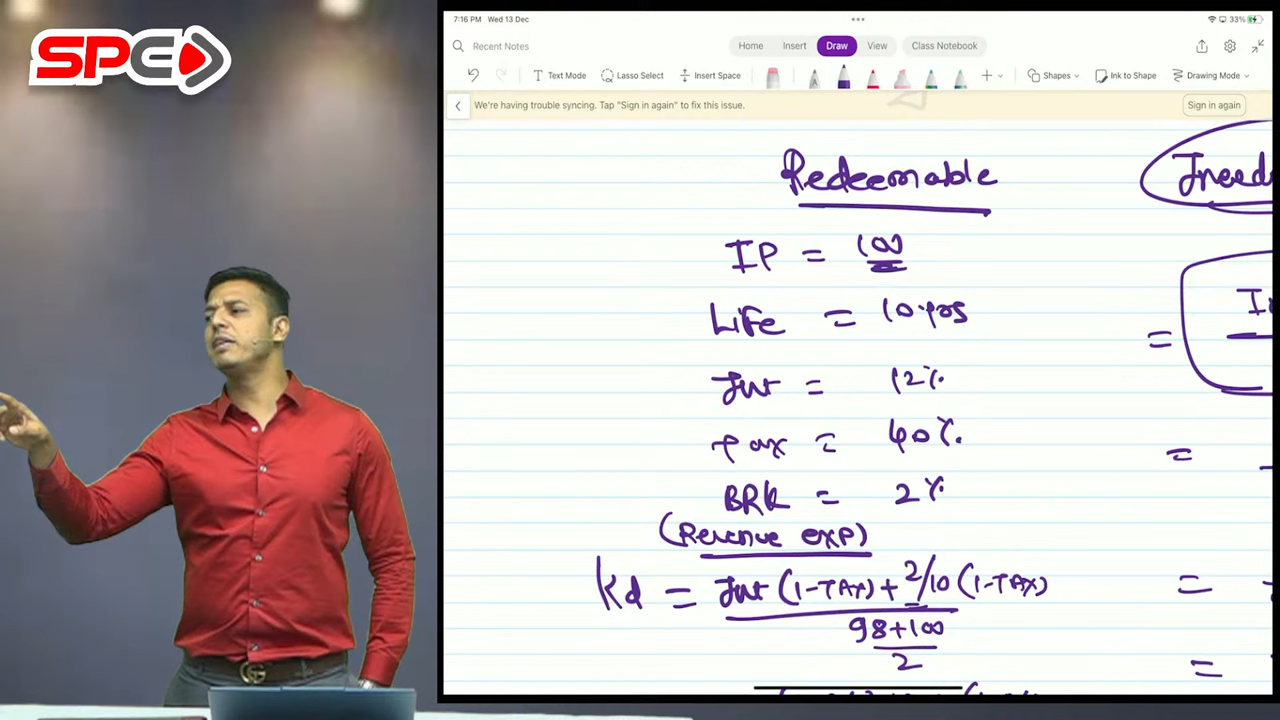 SPED
7:16 PM Wed 13 Dec
33%
Recent Notes
Home Insert Draw View Class Notebook
Text Mode Lasso Select Insert Space Shapes Ink to Shape Drawing Mode
We're having trouble syncing. Tap "Sign in again" to fix this issue.
Sign in again
Redeemable
IP = 100
Life = 10 yrs
Int = 12%
Tax = 40%
BRK = 2%
(Revenue exp)
Kd = Int (1-TAX) + 2/10 (1-TAX)
98+100
2
=
=
=
=